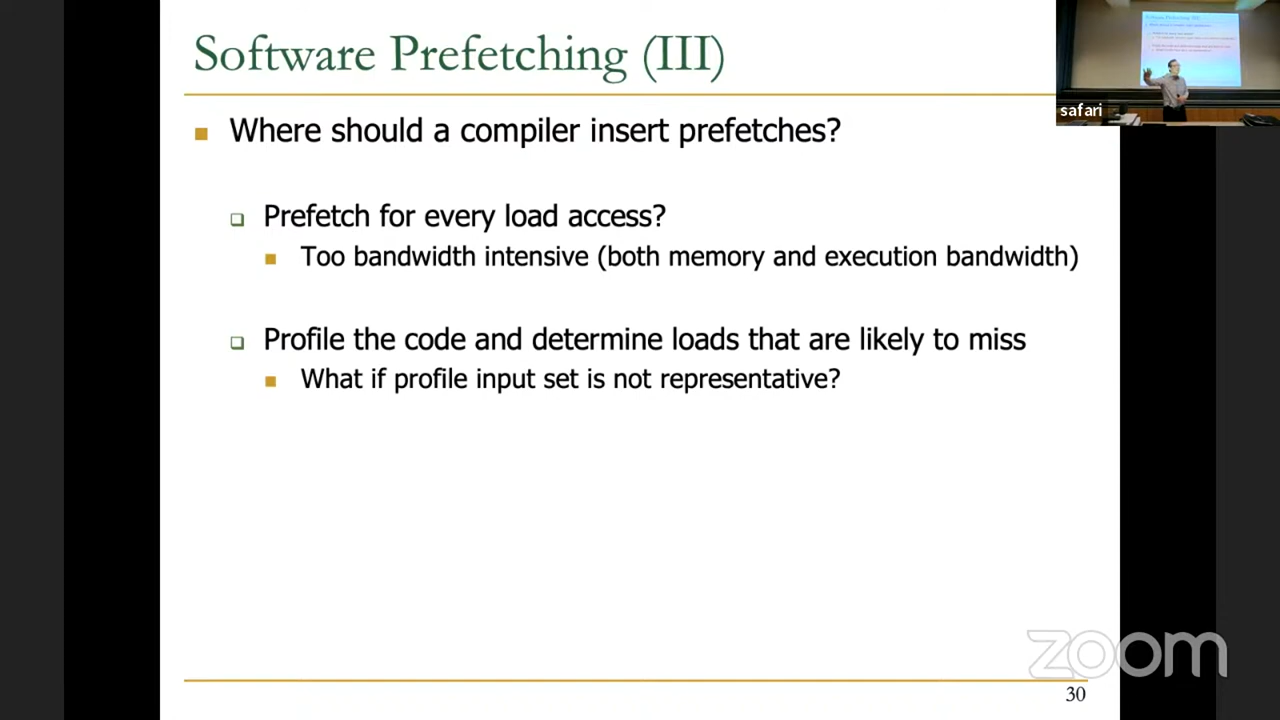 Software Prefetching (III)
safari
Where should a compiler insert prefetches?
Prefetch for every load access?
Too bandwidth intensive (both memory and execution bandwidth)
Profile the code and determine loads that are likely to miss
What if profile input set is not representative?
zoom
30